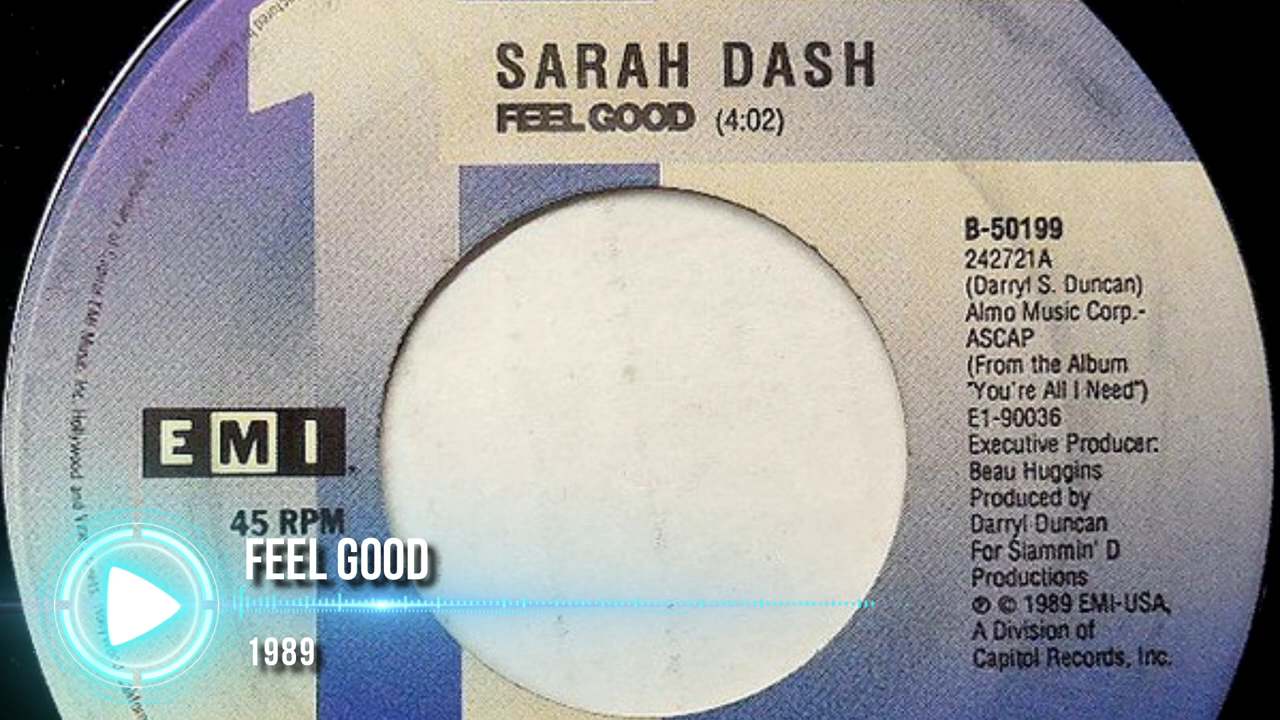 SARAH DASH
FEEL GOOD (4:02)
B-50199
242721A
(Darryl S. Duncan)
Almo Music Corp.-
ASCAP
(From the Album
"You're All I Need")
E1-90036
Executive Producer:
Beau Huggins
Produced by
Darryl Duncan
For Slammin' D
Productions
℗ © 1989 EMI-USA,
A Division of
Capitol Records, Inc.
EMI
45 RPM
FEEL GOOD
1989